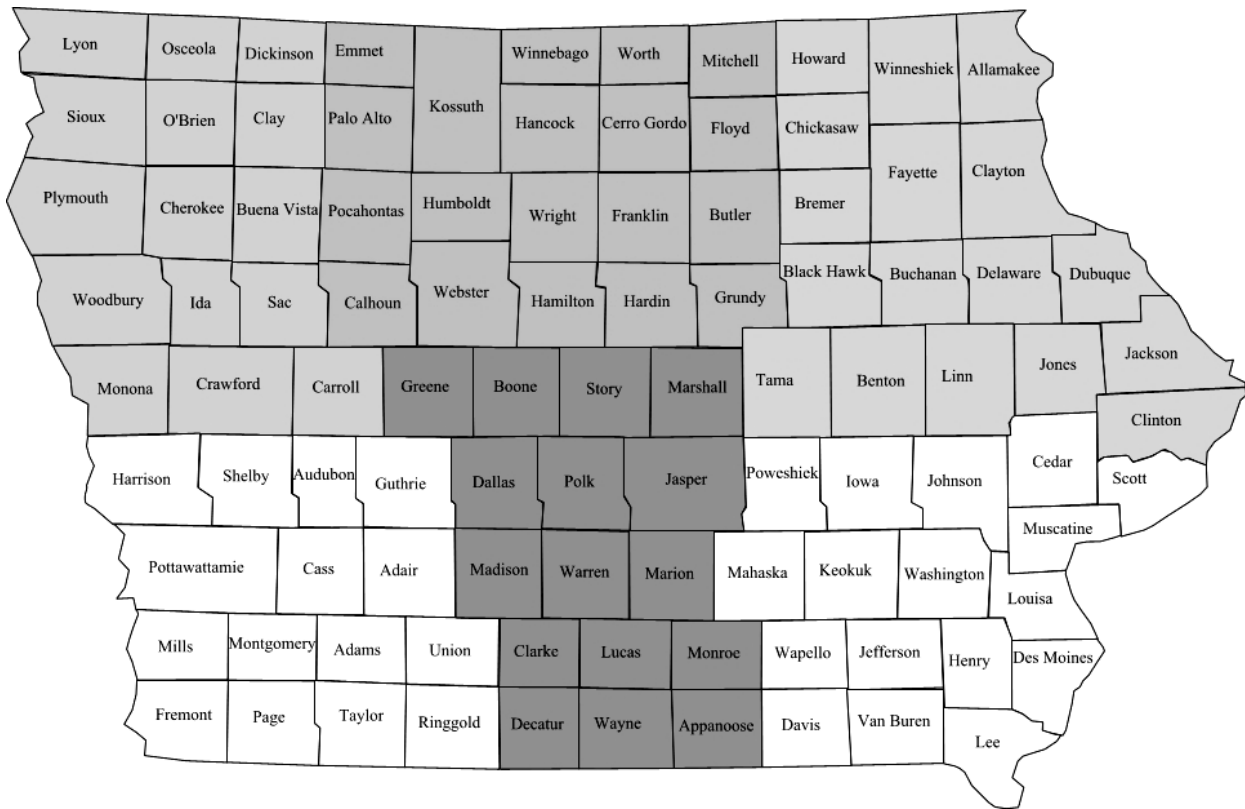 Lyon
Osceola
Dickinson
Emmet
Kossuth
Winnebago
Worth
Mitchell
Howard
Winneshiek
Allamakee
Sioux
O'Brien
Clay
Palo Alto
Hancock
Cerro Gordo
Floyd
Chickasaw
Fayette
Clayton
Plymouth
Cherokee
Buena Vista
Pocahontas
Humboldt
Wright
Franklin
Butler
Bremer
Woodbury
Ida
Sac
Calhoun
Webster
Hamilton
Hardin
Grundy
Black Hawk
Buchanan
Delaware
Dubuque
Monona
Crawford
Carroll
Greene
Boone
Story
Marshall
Tama
Benton
Linn
Jones
Jackson
Clinton
Harrison
Shelby
Audubon
Guthrie
Dallas
Polk
Jasper
Poweshiek
Iowa
Johnson
Cedar
Scott
Muscatine
Pottawattamie
Cass
Adair
Madison
Warren
Marion
Mahaska
Keokuk
Washington
Louisa
Mills
Montgomery
Adams
Union
Clarke
Lucas
Monroe
Wapello
Jefferson
Henry
Des Moines
Fremont
Page
Taylor
Ringgold
Decatur
Wayne
Appanoose
Davis
Van Buren
Lee